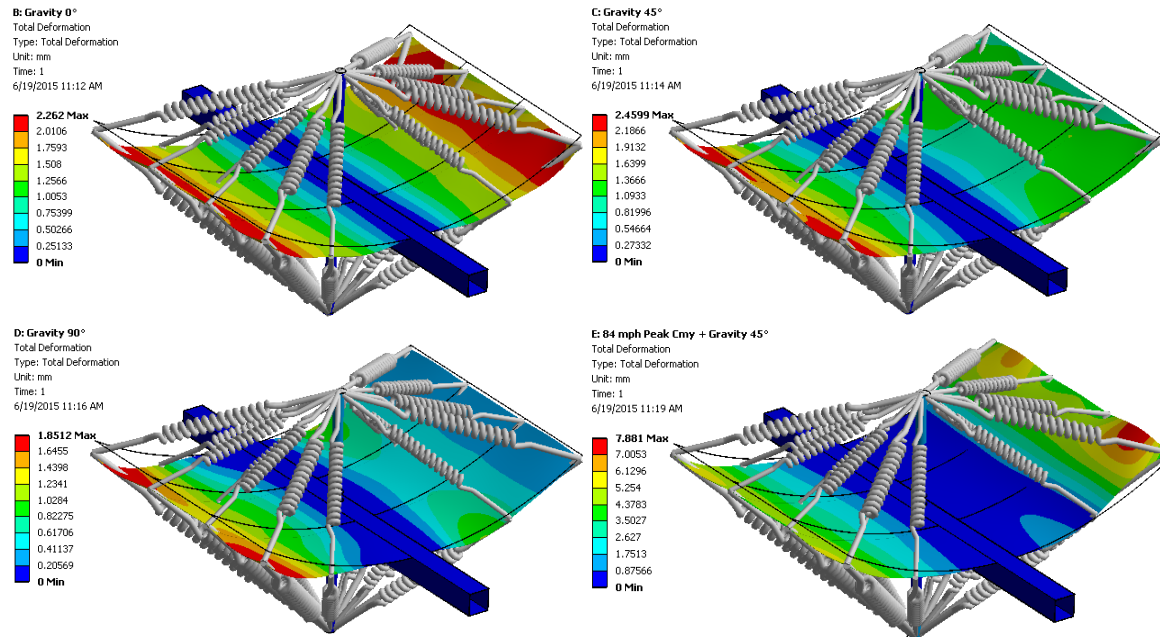 B: Gravity 0°
Total Deformation
Type: Total Deformation
Unit: mm
Time: 1
6/19/2015 11:12 AM
2.262 Max
2.0106
1.7593
1.508
1.2566
1.0053
0.75399
0.50266
0.25133
0 Min
C: Gravity 45°
Total Deformation
Type: Total Deformation
Unit: mm
Time: 1
6/19/2015 11:14 AM
2.4599 Max
2.1866
1.9132
1.6399
1.3666
1.0933
0.81996
0.54664
0.27332
0 Min
D: Gravity 90°
Total Deformation
Type: Total Deformation
Unit: mm
Time: 1
6/19/2015 11:16 AM
1.8512 Max
1.6455
1.4398
1.2341
1.0284
0.82275
0.61706
0.41137
0.20569
0 Min
E: 84 mph Peak Cmy + Gravity 45°
Total Deformation
Type: Total Deformation
Unit: mm
Time: 1
6/19/2015 11:19 AM
7.881 Max
7.0053
6.1296
5.254
4.3783
3.5027
2.627
1.7513
0.87566
0 Min